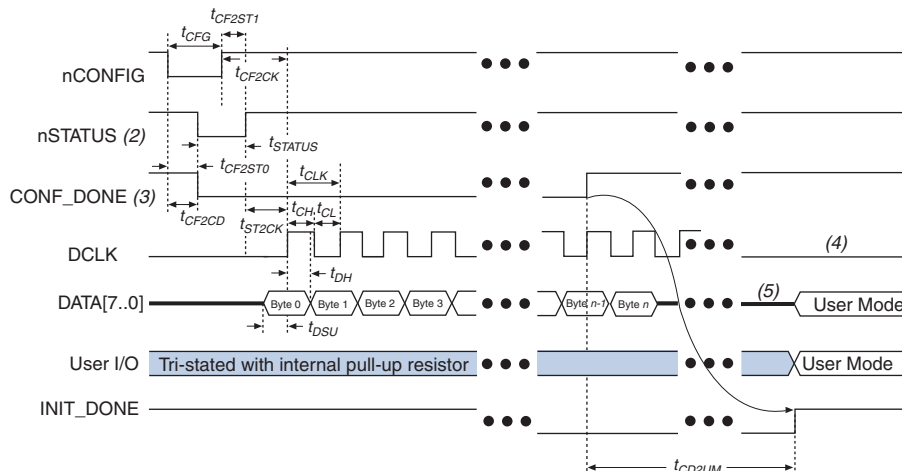 tCF2ST1
tCFG
nCONFIG
tCF2CK
nSTATUS (2)
tSTATUS
tCF2ST0
tCLK
CONF_DONE (3)
tCH tCL
tCF2CD
tST2CK
DCLK
(4)
tDH
DATA[7..0]
Byte 0 Byte 1 Byte 2 Byte 3 Byte n-1 Byte n
(5)
User Mode
tDSU
User I/O
Tri-stated with internal pull-up resistor
User Mode
INIT_DONE
tCD2UM